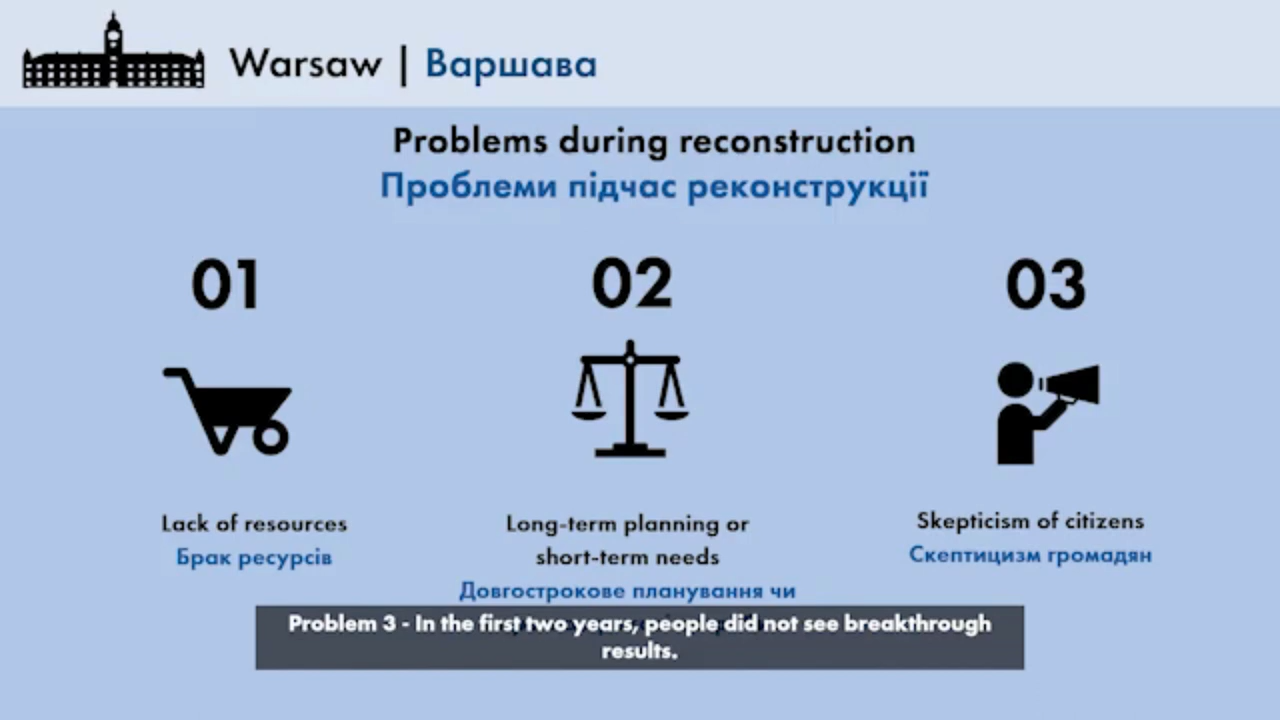 Warsaw | Варшава
Problems during reconstruction
Проблеми підчас реконструкції
01
02
03
Lack of resources
Брак ресурсів
Long-term planning or
short-term needs
Довгострокове планування чи
Skepticism of citizens
Скептицизм громадян
Problem 3 - In the first two years, people did not see breakthrough
results.